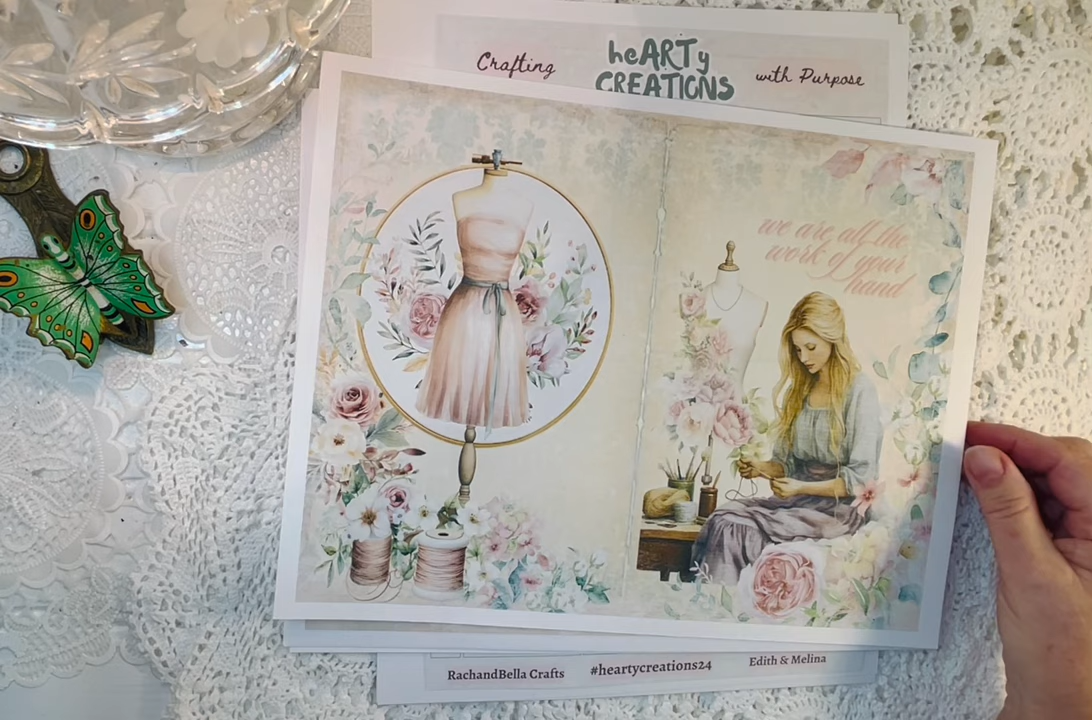 Crafting
heARTy
CREATIONS
with Purpose
we are all the
work of your
hand
RachandBella Crafts
#heartycreations24
Edith & Melina